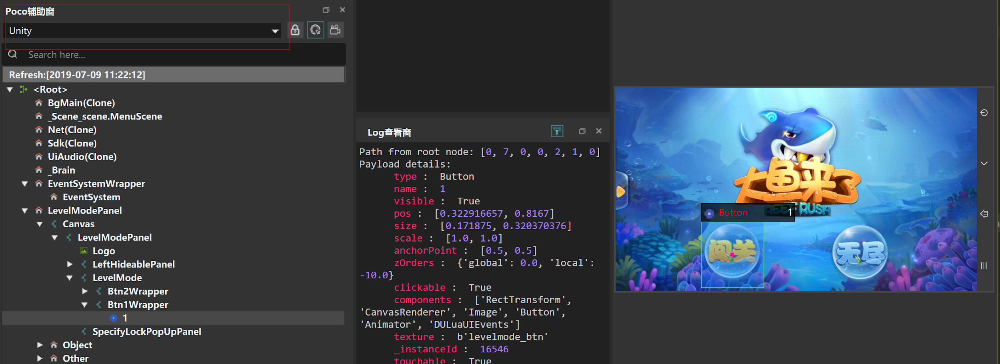 Poco辅助窗
Unity
Search here...
Refresh:[2019-07-09 11:22:12]
<Root>
BgMain(Clone)
_Scene_scene.MenuScene
Net(Clone)
Sdk(Clone)
UiAudio(Clone)
_Brain
EventSystemWrapper
EventSystem
LevelModePanel
Canvas
LevelModePanel
Logo
LeftHideablePanel
LevelMode
Btn2Wrapper
Btn1Wrapper
1
SpecifyLockPopUpPanel
Object
Other
Log查看窗
Path from root node: [0, 7, 0, 0, 2, 1, 0]
Payload details:
type : Button
name : 1
visible : True
pos : [0.322916657, 0.8167]
size : [0.171875, 0.320370376]
scale : [1.0, 1.0]
anchorPoint : [0.5, 0.5]
zOrders : {'global': 0.0, 'local':
-10.0}
clickable : True
components : ['RectTransform',
'CanvasRenderer', 'Image', 'Button',
'Animator', 'DULuaUIEvents']
texture : b'levelmode_btn'
_instanceId : 16546
touchable : True
大鱼来了
REEF RUSH
Button 1
闯关
无尽